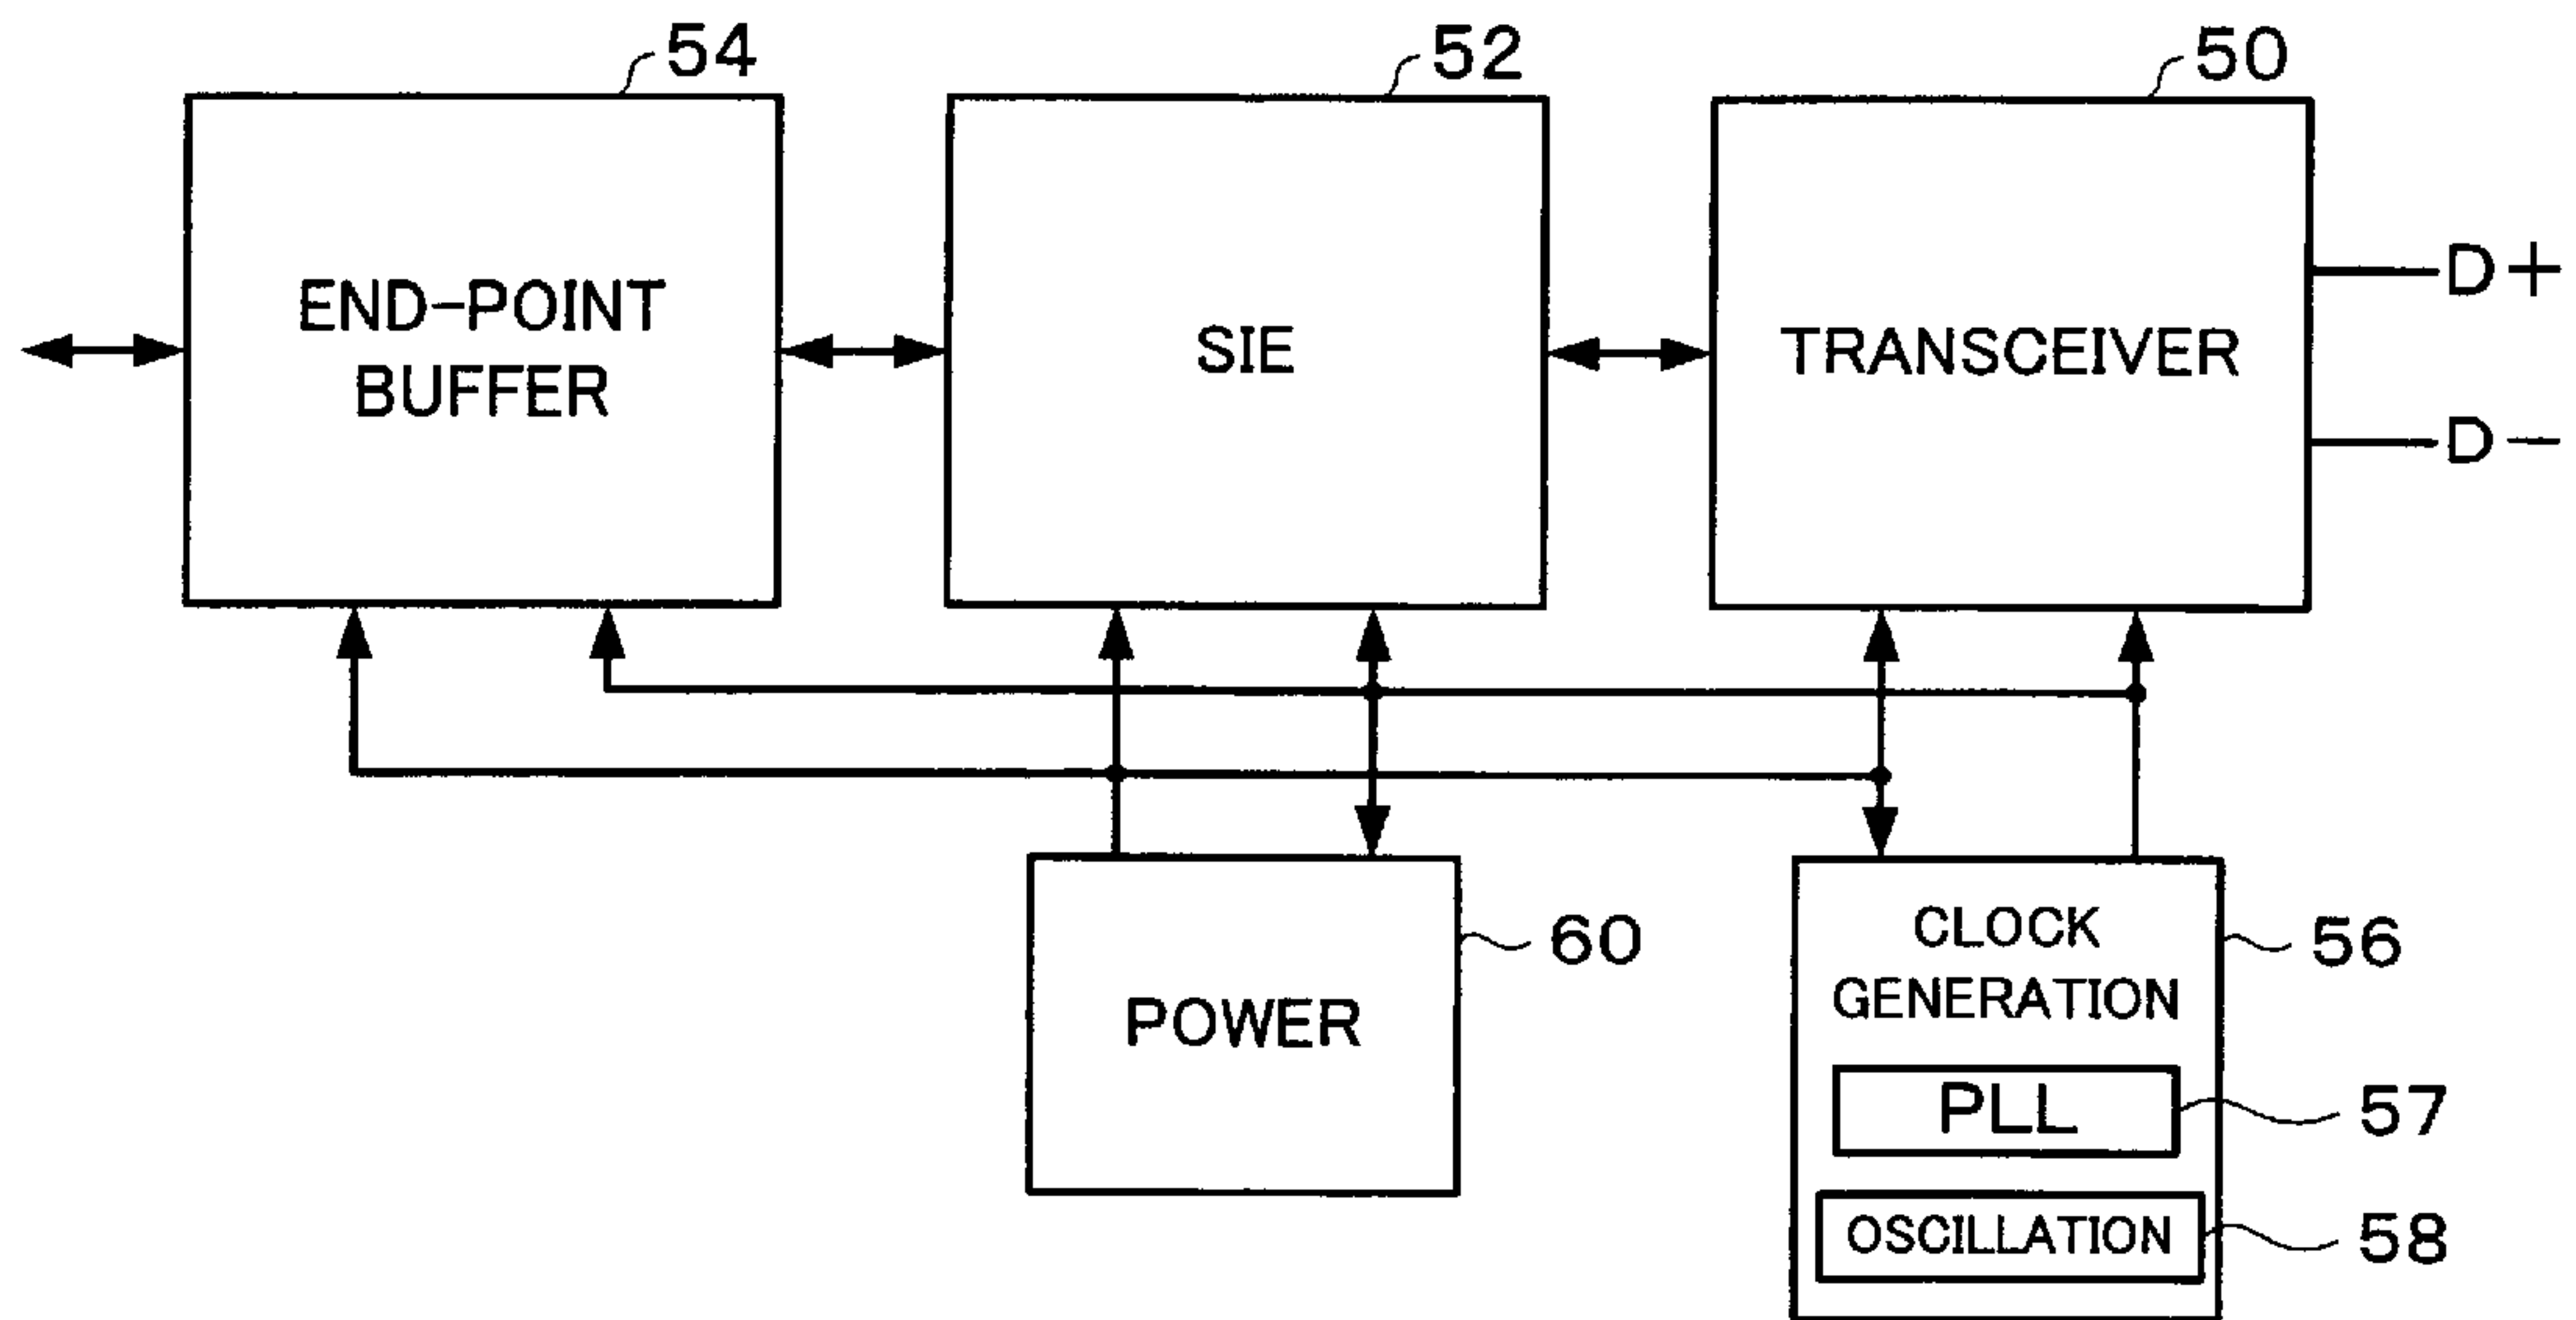 54
52
50
END-POINT
BUFFER
SIE
TRANSCEIVER
D+
D−
POWER
60
CLOCK
GENERATION
56
PLL
57
OSCILLATION
58